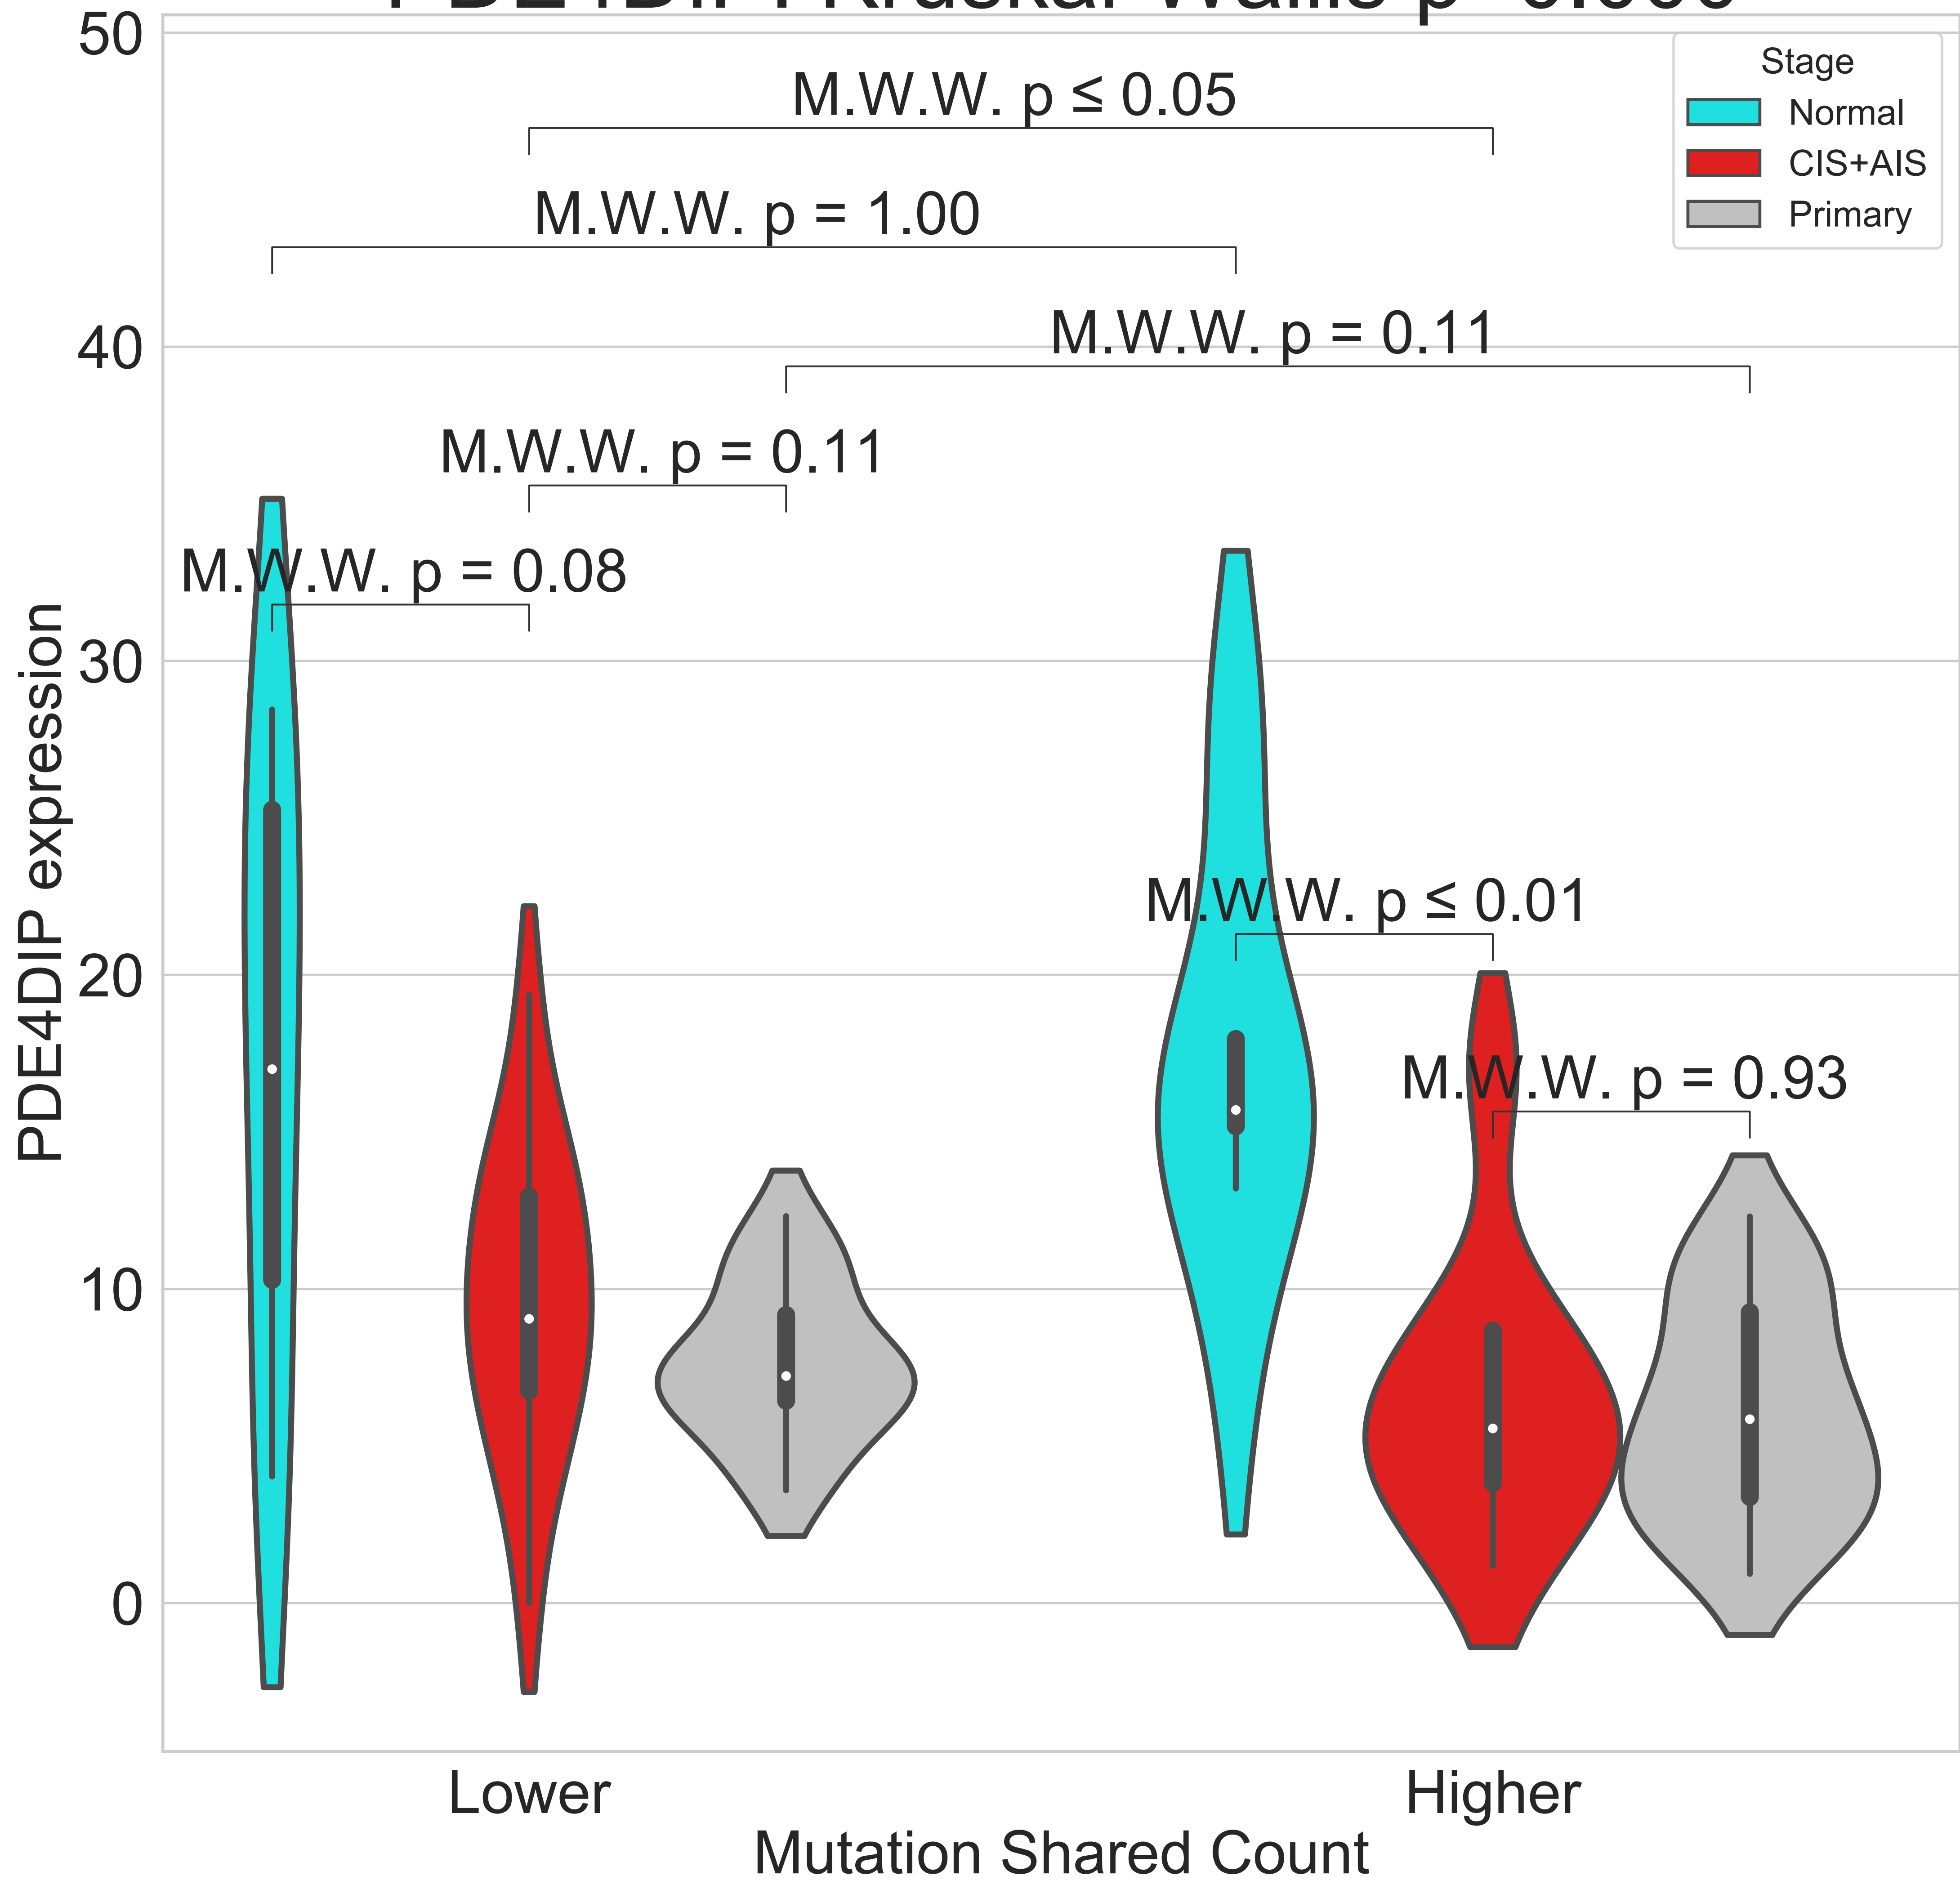 50
Stage
Normal
CIS+AIS
Primary
M.W.W. p ≤ 0.05
M.W.W. p = 1.00
40
M.W.W. p = 0.11
M.W.W. p = 0.11
M.W.W. p = 0.08
30
M.W.W. p ≤ 0.01
20
M.W.W. p = 0.93
10
0
PDE4DIP expression
Lower
Higher
Mutation Shared Count